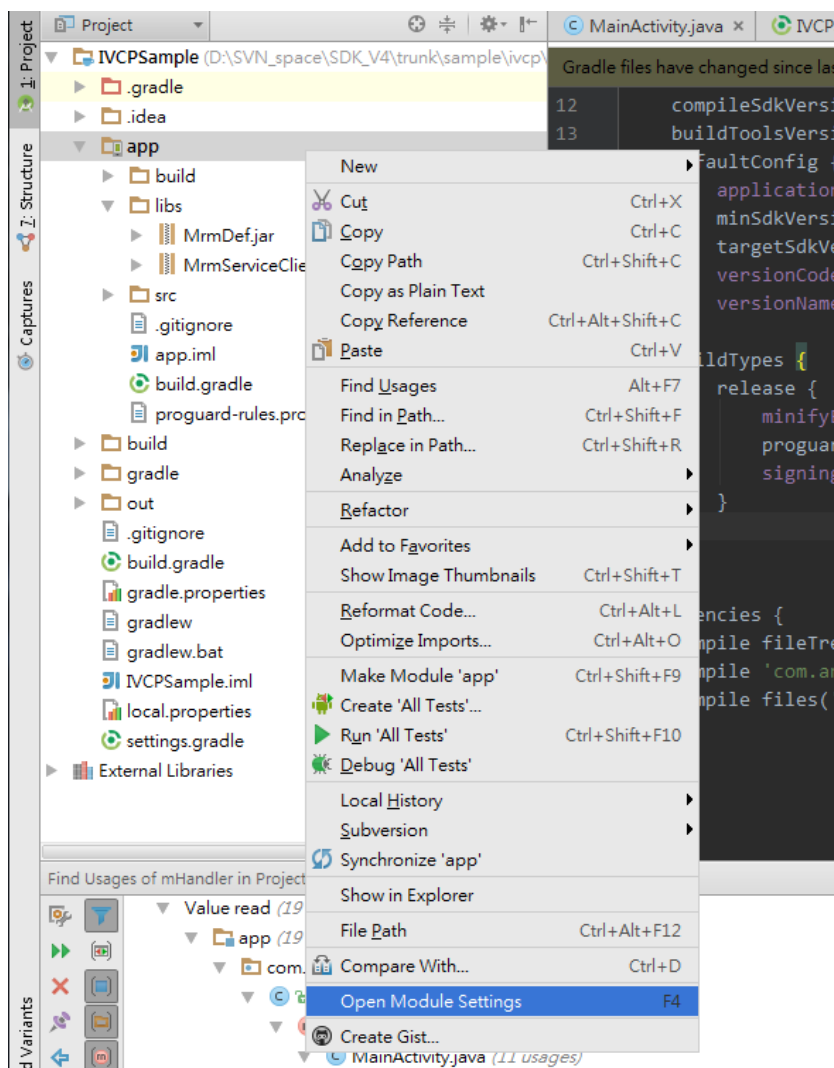 1: Project
7: Structure
Captures
d Variants
Project
IVCPSample (D:\SVN_space\SDK_V4\trunk\sample\ivcp\
.gradle
.idea
app
build
libs
MrmDef.jar
MrmServiceClie
src
.gitignore
app.iml
build.gradle
proguard-rules.pro
build
gradle
out
.gitignore
build.gradle
gradle.properties
gradlew
gradlew.bat
IVCPSample.iml
local.properties
settings.gradle
External Libraries
MainActivity.java × IVCP
Gradle files have changed since las
12 compileSdkVersi
13 buildToolsVersi
faultConfig {
application
minSdkVersi
targetSdkVe
versionCode
versionName
ildTypes {
release {
minifyE
proguar
signing
}
encies {
mpile fileTre
mpile 'com.an
mpile files(
New
Cut Ctrl+X
Copy Ctrl+C
Copy Path Ctrl+Shift+C
Copy as Plain Text
Copy Reference Ctrl+Alt+Shift+C
Paste Ctrl+V
Find Usages Alt+F7
Find in Path... Ctrl+Shift+F
Replace in Path... Ctrl+Shift+R
Analyze
Refactor
Add to Favorites
Show Image Thumbnails Ctrl+Shift+T
Reformat Code... Ctrl+Alt+L
Optimize Imports... Ctrl+Alt+O
Make Module 'app' Ctrl+Shift+F9
Create 'All Tests'...
Run 'All Tests' Ctrl+Shift+F10
Debug 'All Tests'
Local History
Subversion
Synchronize 'app'
Show in Explorer
File Path Ctrl+Alt+F12
Compare With... Ctrl+D
Open Module Settings F4
Create Gist...
Find Usages of mHandler in Project
Value read (19
app (19
com.
MainActivity.java (11 usages)